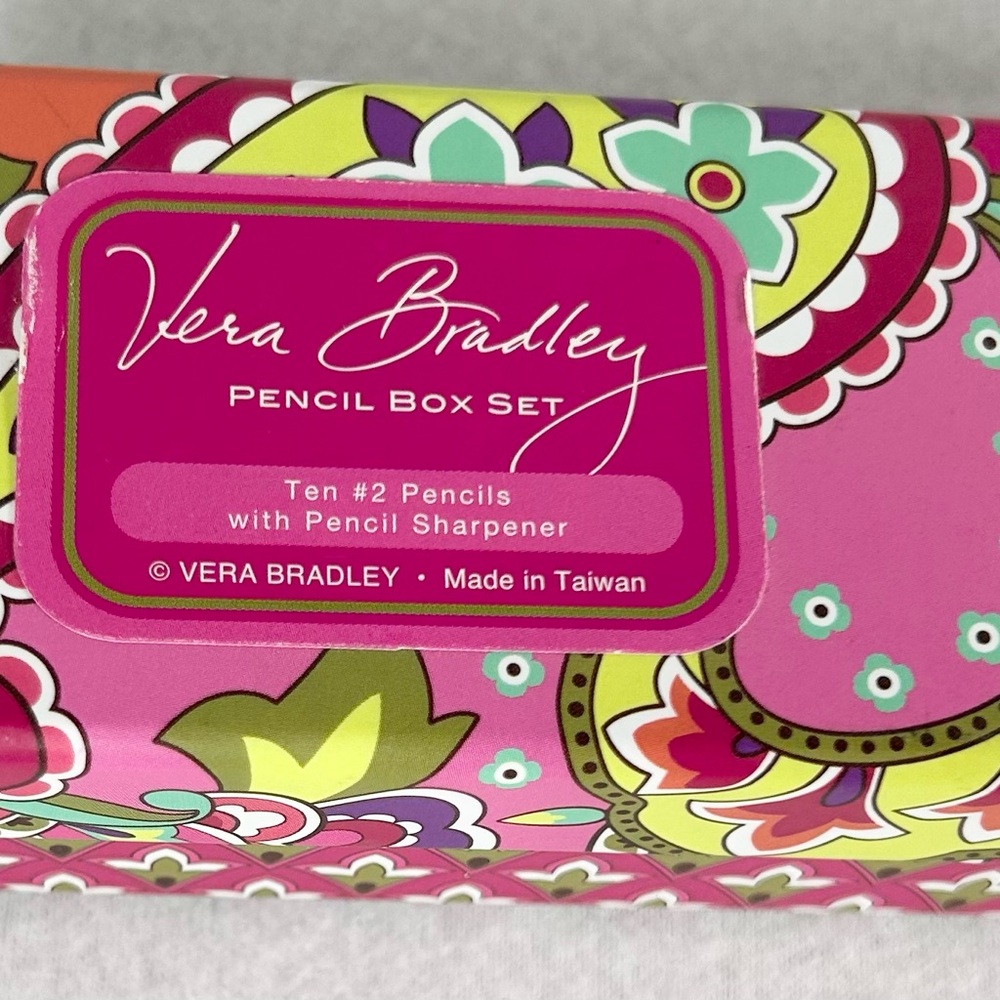 Vera Bradley
PENCIL BOX SET
Ten #2 Pencils
with Pencil Sharpener
© VERA BRADLEY • Made in Taiwan